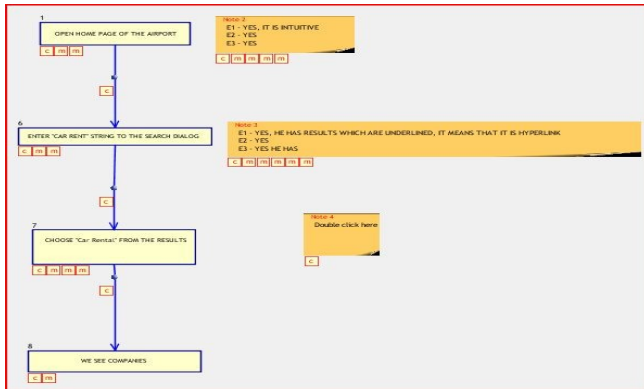 1
OPEN HOME PAGE OF THE AIRPORT
c m m
Note 2
E1 - YES, IT IS INTUITIVE
E2 - YES
E3 - YES
c m m m m
c
6
ENTER "CAR RENT" STRING TO THE SEARCH DIALOG
c m m
Note 3
E1 - YES, HE HAS RESULTS WHICH ARE UNDERLINED, IT MEANS THAT IT IS HYPERLINK
E2 - YES
E3 - YES HE HAS
c m m m m m
c
7
CHOOSE "Car Rental" FROM THE RESULTS
c m m m
Note 4
Double click here
c
c
8
WE SEE COMPANIES
c m